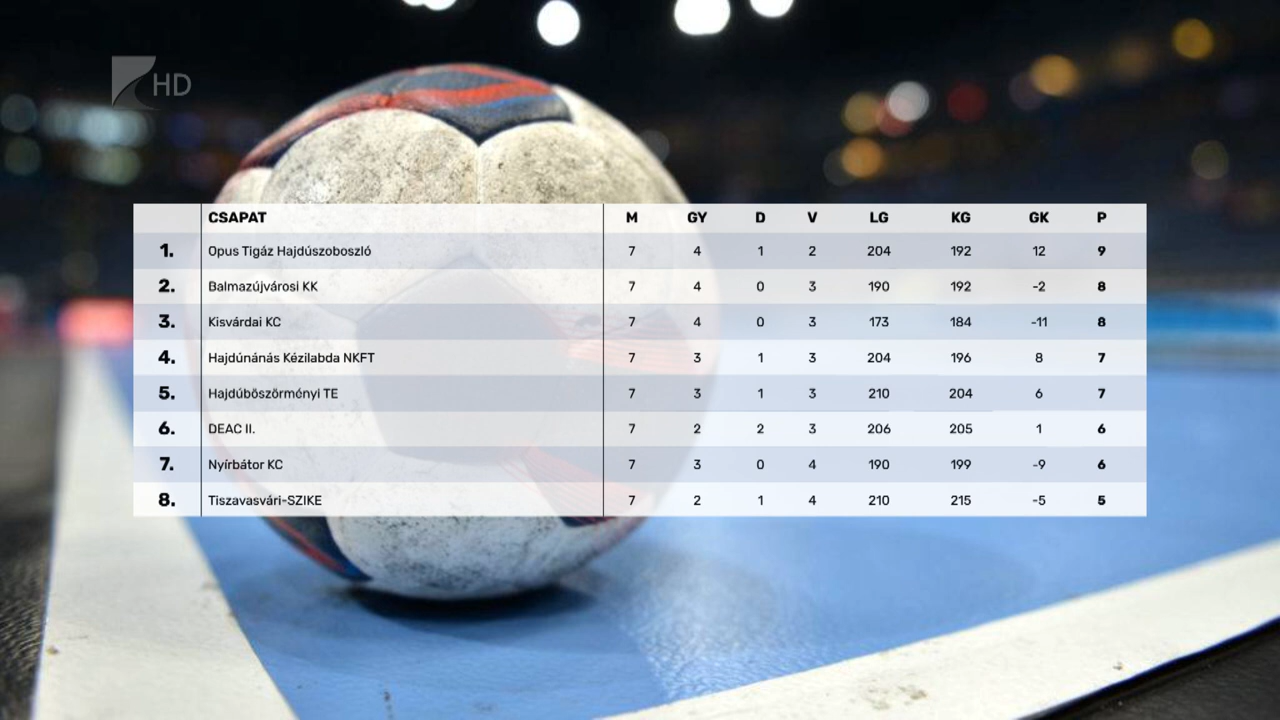 HD
CSAPAT M GY D V LG KG GK P
1. Opus Tigáz Hajdúszoboszló 7 4 1 2 204 192 12 9
2. Balmazújvárosi KK 7 4 0 3 190 192 -2 8
3. Kisvárdai KC 7 4 0 3 173 184 -11 8
4. Hajdúnánás Kézilabda NKFT 7 3 1 3 204 196 8 7
5. Hajdúböszörményi TE 7 3 1 3 210 204 6 7
6. DEAC II. 7 2 2 3 206 205 1 6
7. Nyírbátor KC 7 3 0 4 190 199 -9 6
8. Tiszavasvári-SZIKE 7 2 1 4 210 215 -5 5